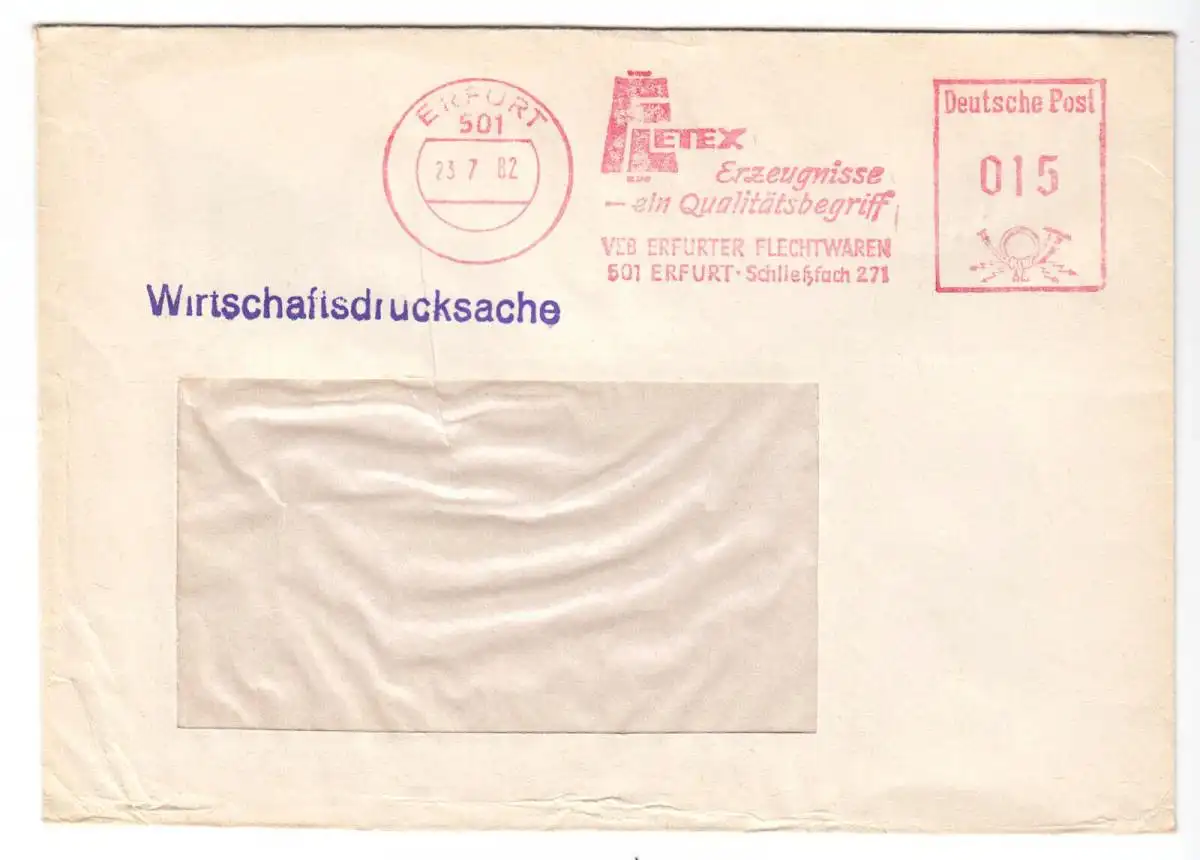 ERFURT
501
23 7 82
FLETEX
Erzeugnisse
— ein Qualitätsbegriff
VEB ERFURTER FLECHTWAREN
501 ERFURT · Schließfach 271
Deutsche Post
015
Wirtschaftsdrucksache